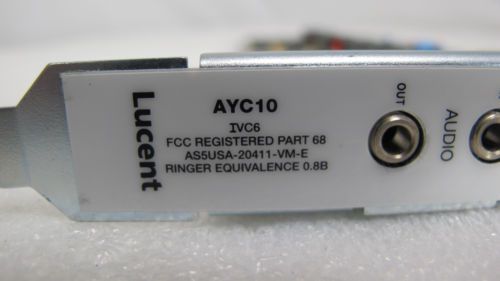 Lucent
AYC10
IVC6
FCC REGISTERED PART 68
AS5USA-20411-VM-E
RINGER EQUIVALENCE 0.8B
OUT
AUDIO